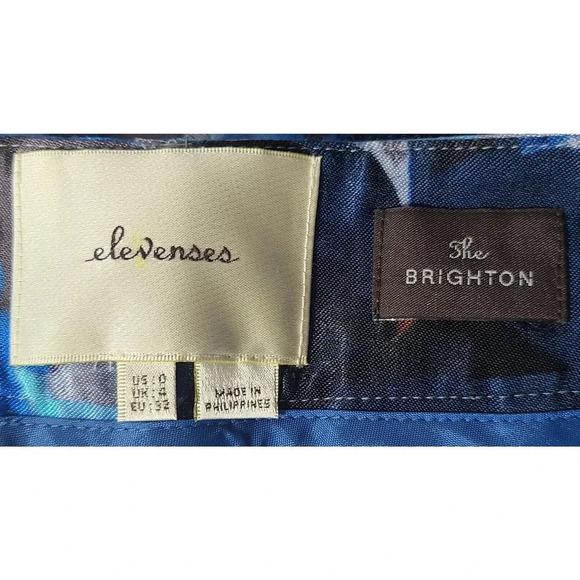 elevenses
The
BRIGHTON
US: 0
UK: 4
EU: 32
MADE IN
PHILIPPINES